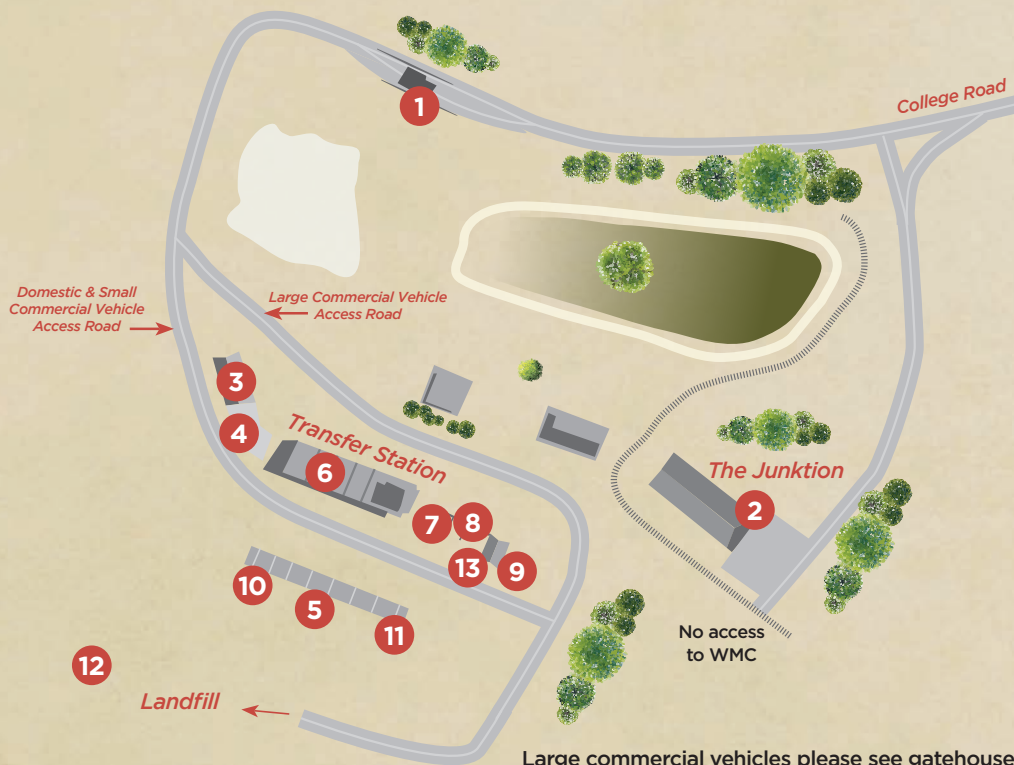 1
College Road
Domestic & Small
Commercial Vehicle
Access Road
Large Commercial Vehicle
Access Road
3
4
Transfer Station
6
The Junktion
2
7
8
13
9
10
5
11
No access
to WMC
12
Landfill
Large commercial vehicles please see gatehouse